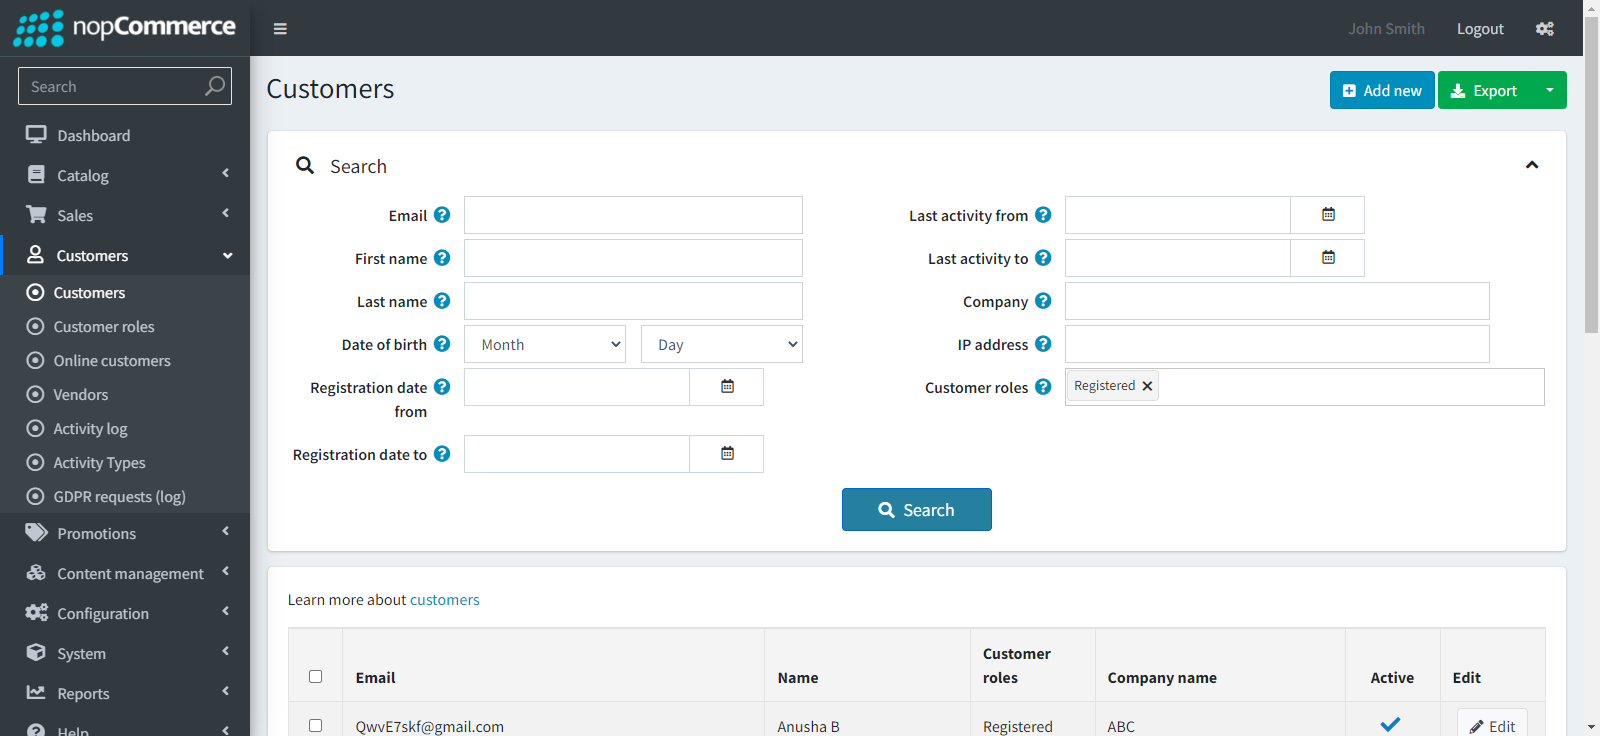 nopCommerce
John Smith
Logout
Search
Dashboard
Catalog
Sales
Customers
Customers
Customer roles
Online customers
Vendors
Activity log
Activity Types
GDPR requests (log)
Promotions
Content management
Configuration
System
Reports
Help
Customers
Add new
Export
Search
Email
First name
Last name
Date of birth
Month
Day
Registration date
from
Registration date to
Last activity from
Last activity to
Company
IP address
Customer roles
Registered
Search
Learn more about customers
Email
Name
Customer
roles
Company name
Active
Edit
QwvE7skf@gmail.com
Anusha B
Registered
ABC
Edit